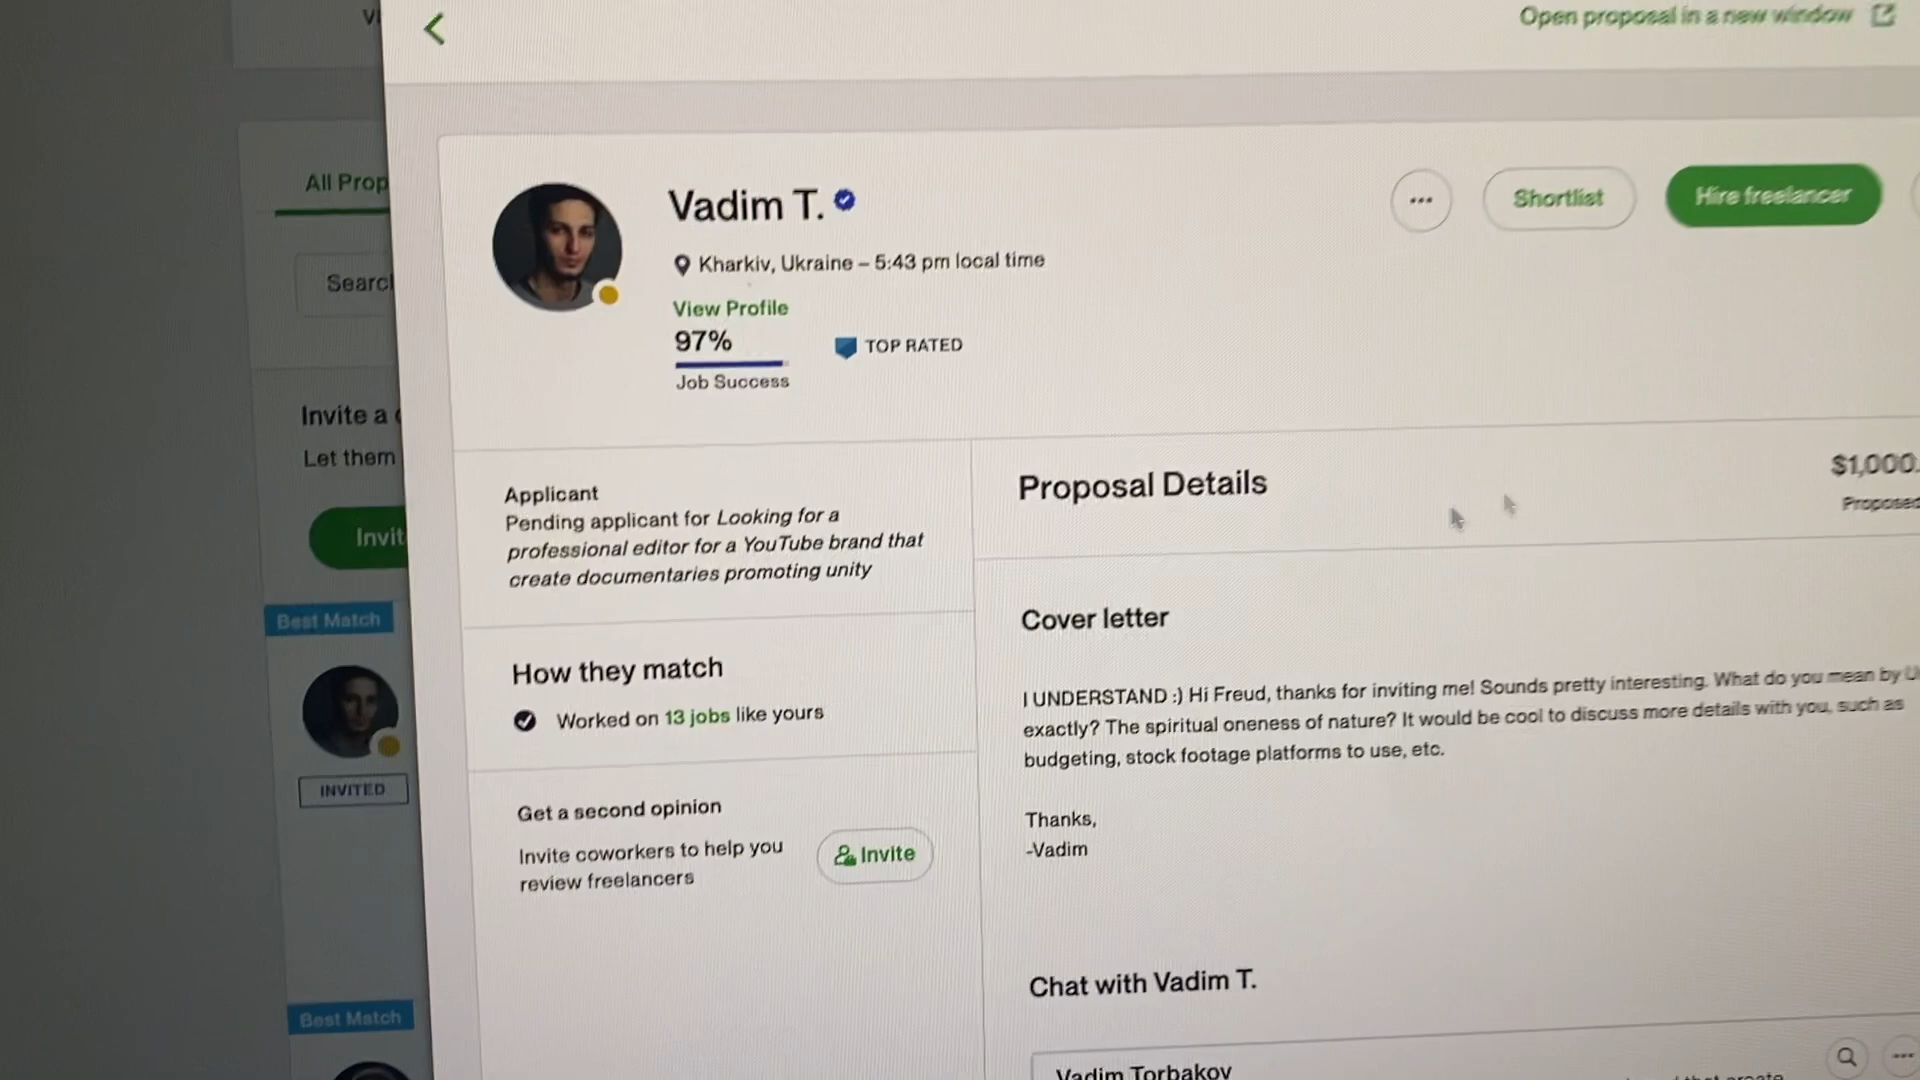 Open proposal in a new window
All Prop
Vadim T.
Shortlist
Hire freelancer
Kharkiv, Ukraine – 5:43 pm local time
Search
View Profile
97%
TOP RATED
Job Success
Invite a
Let them
Invit
Applicant
Pending applicant for Looking for a
professional editor for a YouTube brand that
create documentaries promoting unity
Proposal Details
$1,000.
Proposed
Best Match
How they match
Worked on 13 jobs like yours
INVITED
Cover letter
I UNDERSTAND :) Hi Freud, thanks for inviting me! Sounds pretty interesting. What do you mean by
exactly? The spiritual oneness of nature? It would be cool to discuss more details with you, such as
budgeting, stock footage platforms to use, etc.
Thanks,
-Vadim
Get a second opinion
Invite coworkers to help you
review freelancers
Invite
Best Match
Chat with Vadim T.
Vadim Torbakov